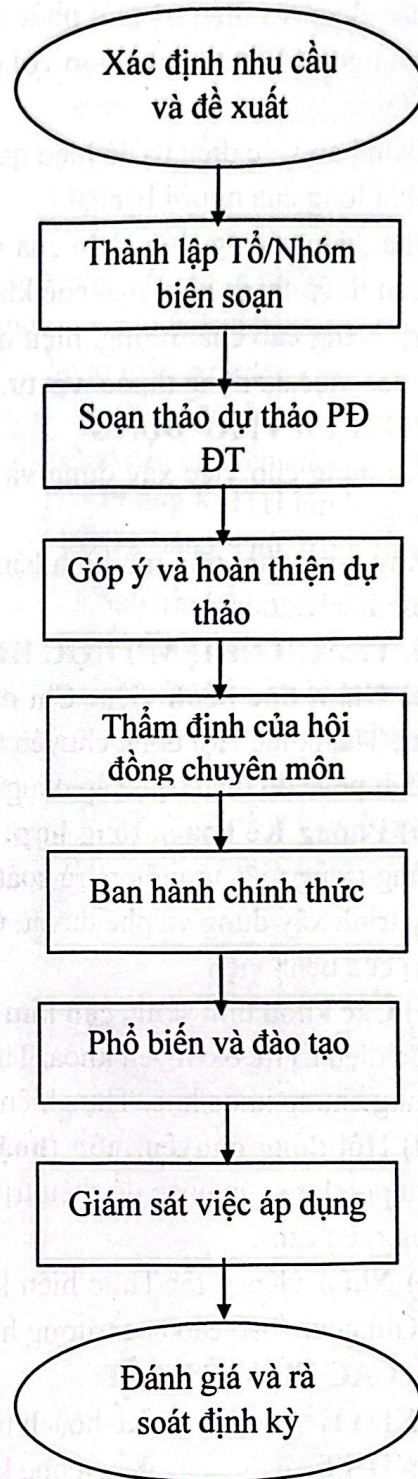 Xác định nhu cầu
và đề xuất
Thành lập Tổ/Nhóm
biên soạn
Soạn thảo dự thảo PĐ
ĐT
Góp ý và hoàn thiện dự
thảo
Thẩm định của hội
đồng chuyên môn
Ban hành chính thức
Phổ biến và đào tạo
Giám sát việc áp dụng
Đánh giá và rà
soát định kỳ